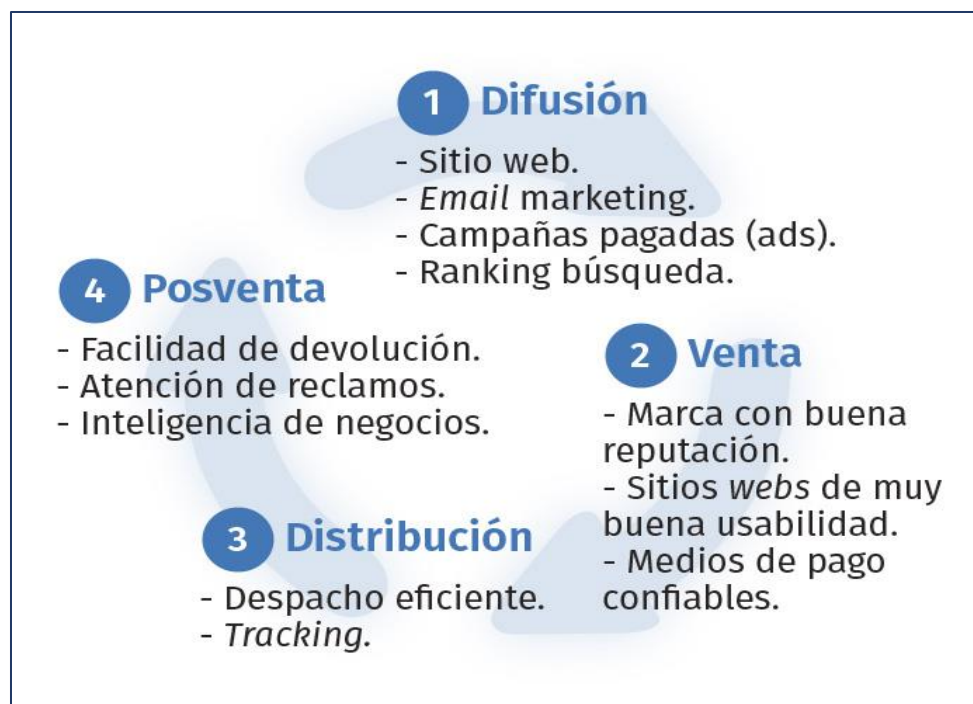 1 Difusión
- Sitio web.
- Email marketing.
- Campañas pagadas (ads).
- Ranking búsqueda.
2 Venta
- Marca con buena
reputación.
- Sitios webs de muy
buena usabilidad.
- Medios de pago
confiables.
3 Distribución
- Despacho eficiente.
- Tracking.
4 Posventa
- Facilidad de devolución.
- Atención de reclamos.
- Inteligencia de negocios.